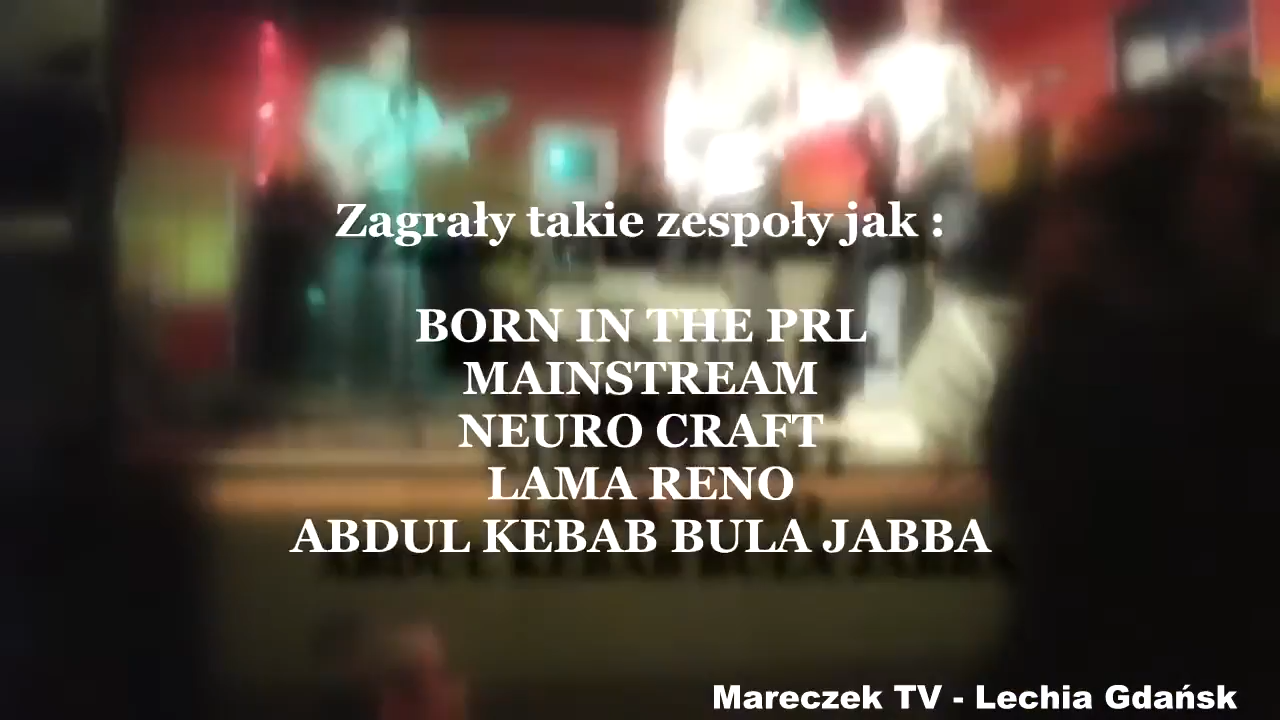 Zagrały takie zespoły jak :
BORN IN THE PRL
MAINSTREAM
NEURO CRAFT
LAMA RENO
ABDUL KEBAB BULA JABBA
Mareczek TV - Lechia Gdańsk